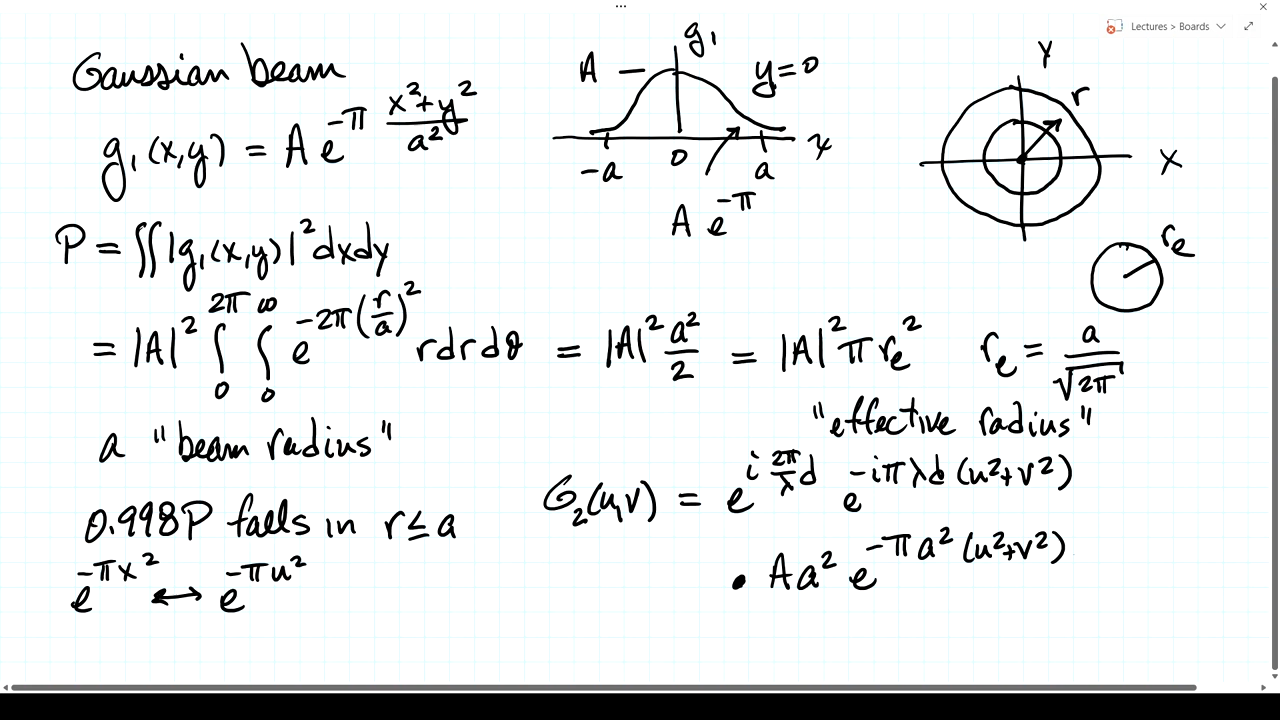 Lectures > Boards
Gaussian beam
g₁(x,y) = A e^{-π (x²+y²)/a²}
A
g₁
y=0
-a 0 a x
A e^{-π}
Y
r
X
r_e
P = ∬|g₁(x,y)|² dxdy
= |A|² ∫₀^{2π} ∫₀^∞ e^{-2π(r/a)²} r dr dθ = |A|² a²/2 = |A|² π r_e² r_e = a/√(2π)
"effective radius"
a "beam radius"
0.998P falls in r ≤ a
e^{-πx²} ↔ e^{-πu²}
G₂(u,v) = e^{i (2π/λ) d} e^{-iπλd(u²+v²)}
• A a² e^{-πa²(u²+v²)}